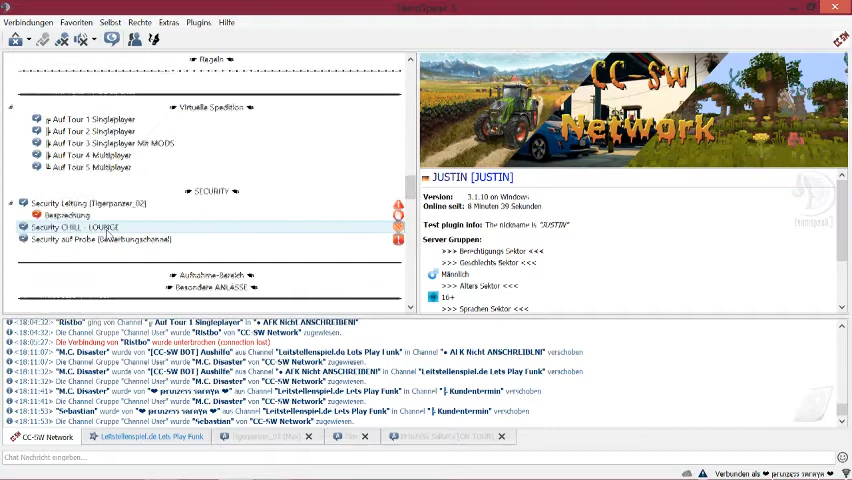 TeamSpeak 3
Verbindungen Favoriten Selbst Rechte Extras Plugins Hilfe
☛ Regeln ☚
☛ Virtuelle Spedition ☚
╔ Auf Tour 1 Singleplayer
╠ Auf Tour 2 Singleplayer
╠ Auf Tour 3 Singleplayer Mit MODS
╠ Auf Tour 4 Multiplayer
╚ Auf Tour 5 Multiplayer
☛ SECURITY ☚
Security Leitung [Tigerpanzer_02]
Besprechung
Security CHILL - LOUNGE
Security auf Probe [Bewerbungschannel]
☛ Aufnahme-Bereich
☛ Besondere ANLÄSSE ☚
CC-SW
Network
JUSTIN [JUSTIN]
Version: 3.1.10 on Windows
Online seit: 8 Minuten 39 Sekunden
Test plugin Info: The nickname is "JUSTIN"
Server Gruppen:
>>> Berechtigungs Sektor <<<
>>> Geschlechts Sektor <<<
Männlich
>>> Alters Sektor <<<
16+
>>> Sprachen Sektor <<<
teamspeak
<18:04:32> "Ristbo" ging von Channel "╔ Auf Tour 1 Singleplayer" in "● AFK Nicht ANSCHREIBEN!"
<18:04:32> Die Channel Gruppe "Channel User" wurde "Ristbo" von "CC-SW Network" zugewiesen.
<18:05:27> Die Verbindung von "Ristbo" wurde unterbrochen (connection lost)
<18:11:07> "M.C. Disaster" wurde von "[CC-SW BOT] Aushilfe" aus Channel "Leitstellenspiel.de Lets Play Funk" in Channel "● AFK Nicht ANSCHREIBEN!" verschoben
<18:11:07> Die Channel Gruppe "Channel User" wurde "M.C. Disaster" von "CC-SW Network" zugewiesen.
<18:11:32> "M.C. Disaster" wurde von "[CC-SW BOT] Aushilfe" aus Channel "Leitstellenspiel.de Lets Play Funk" in Channel "● AFK Nicht ANSCHREIBEN!" verschoben
<18:11:32> Die Channel Gruppe "Channel User" wurde "M.C. Disaster" von "CC-SW Network" zugewiesen.
<18:11:41> "M.C. Disaster" wurde von aus Channel "Leitstellenspiel.de Lets Play Funk" in Channel "Kundentermin" verschoben
<18:11:41> Die Channel Gruppe "Channel User" wurde "M.C. Disaster" von "CC-SW Network" zugewiesen.
<18:11:53> "Sebastian" wurde von aus Channel "Leitstellenspiel.de Lets Play Funk" in Channel "Kundentermin" verschoben
<18:11:53> Die Channel Gruppe "Channel User" wurde "Sebastian" von "CC-SW Network" zugewiesen.
CC-SW Network Leitstellenspiel.de Lets Play Funk
Chat Nachricht eingeben...
Verbunden als